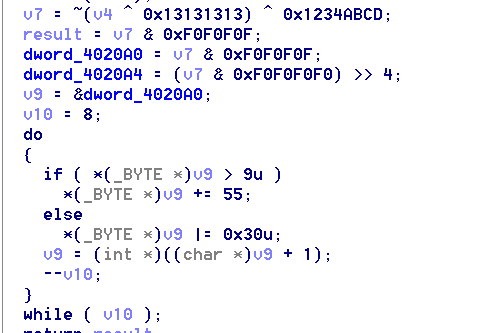 v7 = ~(v4 ^ 0x13131313) ^ 0x1234ABCD;
result = v7 & 0xF0F0F0F;
dword_4020A0 = v7 & 0xF0F0F0F;
dword_4020A4 = (v7 & 0xF0F0F0F0) >> 4;
v9 = &dword_4020A0;
v10 = 8;
do
{
if ( *(_BYTE *)v9 > 9u )
*(_BYTE *)v9 += 55;
else
*(_BYTE *)v9 |= 0x30u;
v9 = (int *)((char *)v9 + 1);
--v10;
}
while ( v10 );
return result